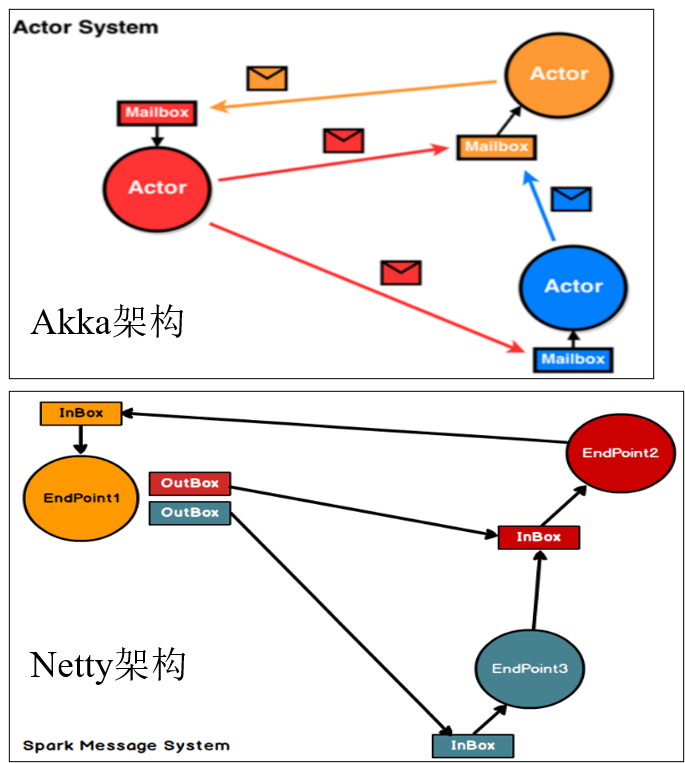 Actor System
Actor
Mailbox
Mailbox
Actor
Actor
Mailbox
Akka架构
InBox
EndPoint2
OutBox
EndPoint1
OutBox
InBox
Netty架构
EndPoint3
Spark Message System
InBox